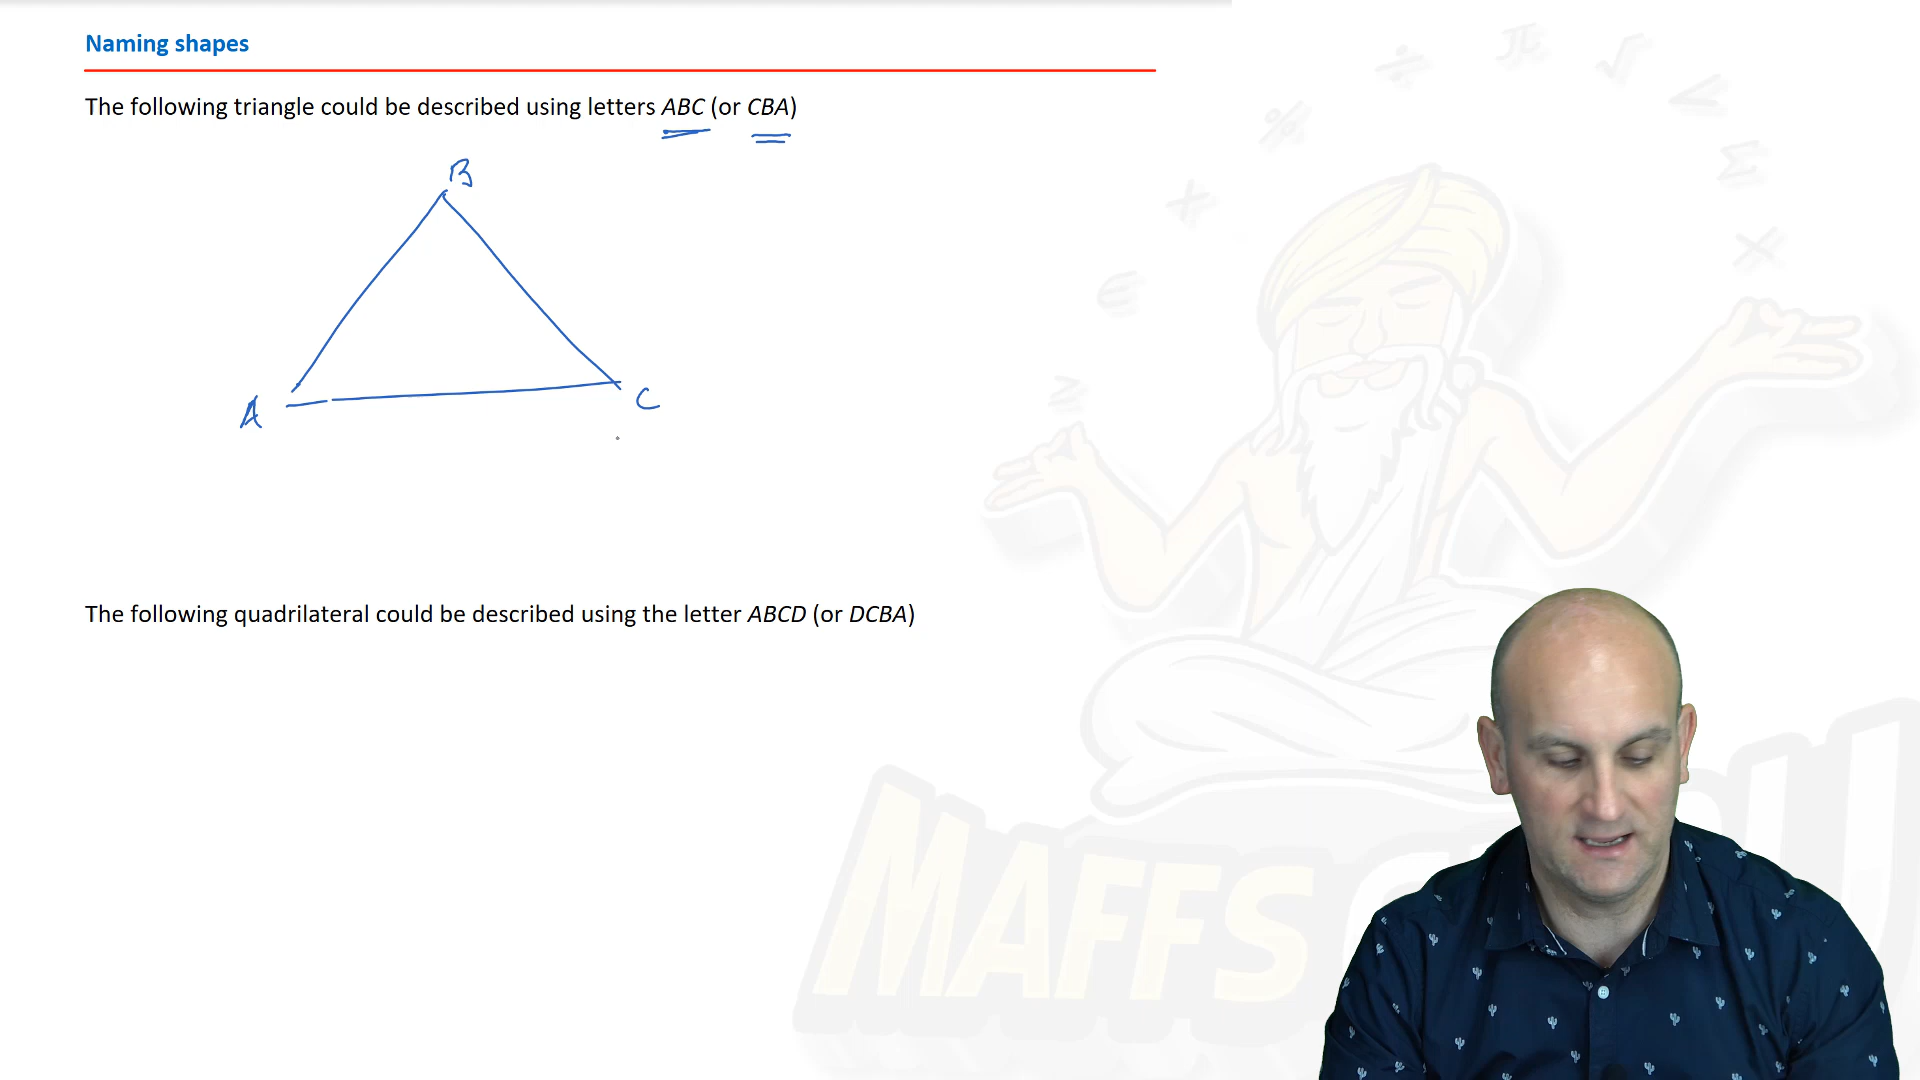 Naming shapes
The following triangle could be described using letters ABC (or CBA)
B
A
C
The following quadrilateral could be described using the letter ABCD (or DCBA)
MAFFS